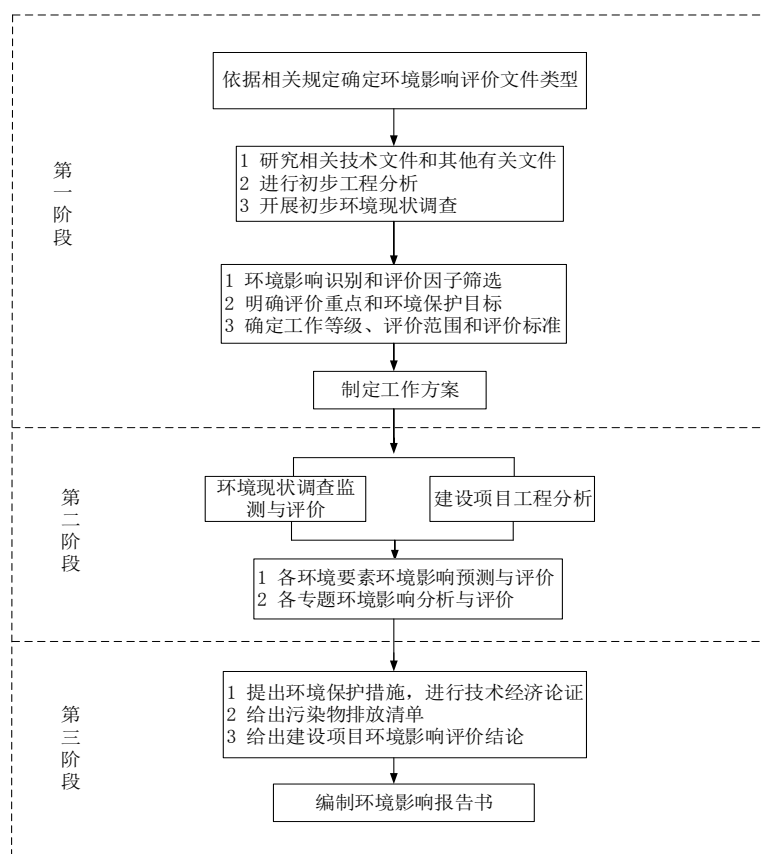 依据相关规定确定环境影响评价文件类型
第一阶段
1 研究相关技术文件和其他有关文件
2 进行初步工程分析
3 开展初步环境现状调查
1 环境影响识别和评价因子筛选
2 明确评价重点和环境保护目标
3 确定工作等级、评价范围和评价标准
制定工作方案
第二阶段
环境现状调查监
测与评价
建设项目工程分析
1 各环境要素环境影响预测与评价
2 各专题环境影响分析与评价
第三阶段
1 提出环境保护措施，进行技术经济论证
2 给出污染物排放清单
3 给出建设项目环境影响评价结论
编制环境影响报告书